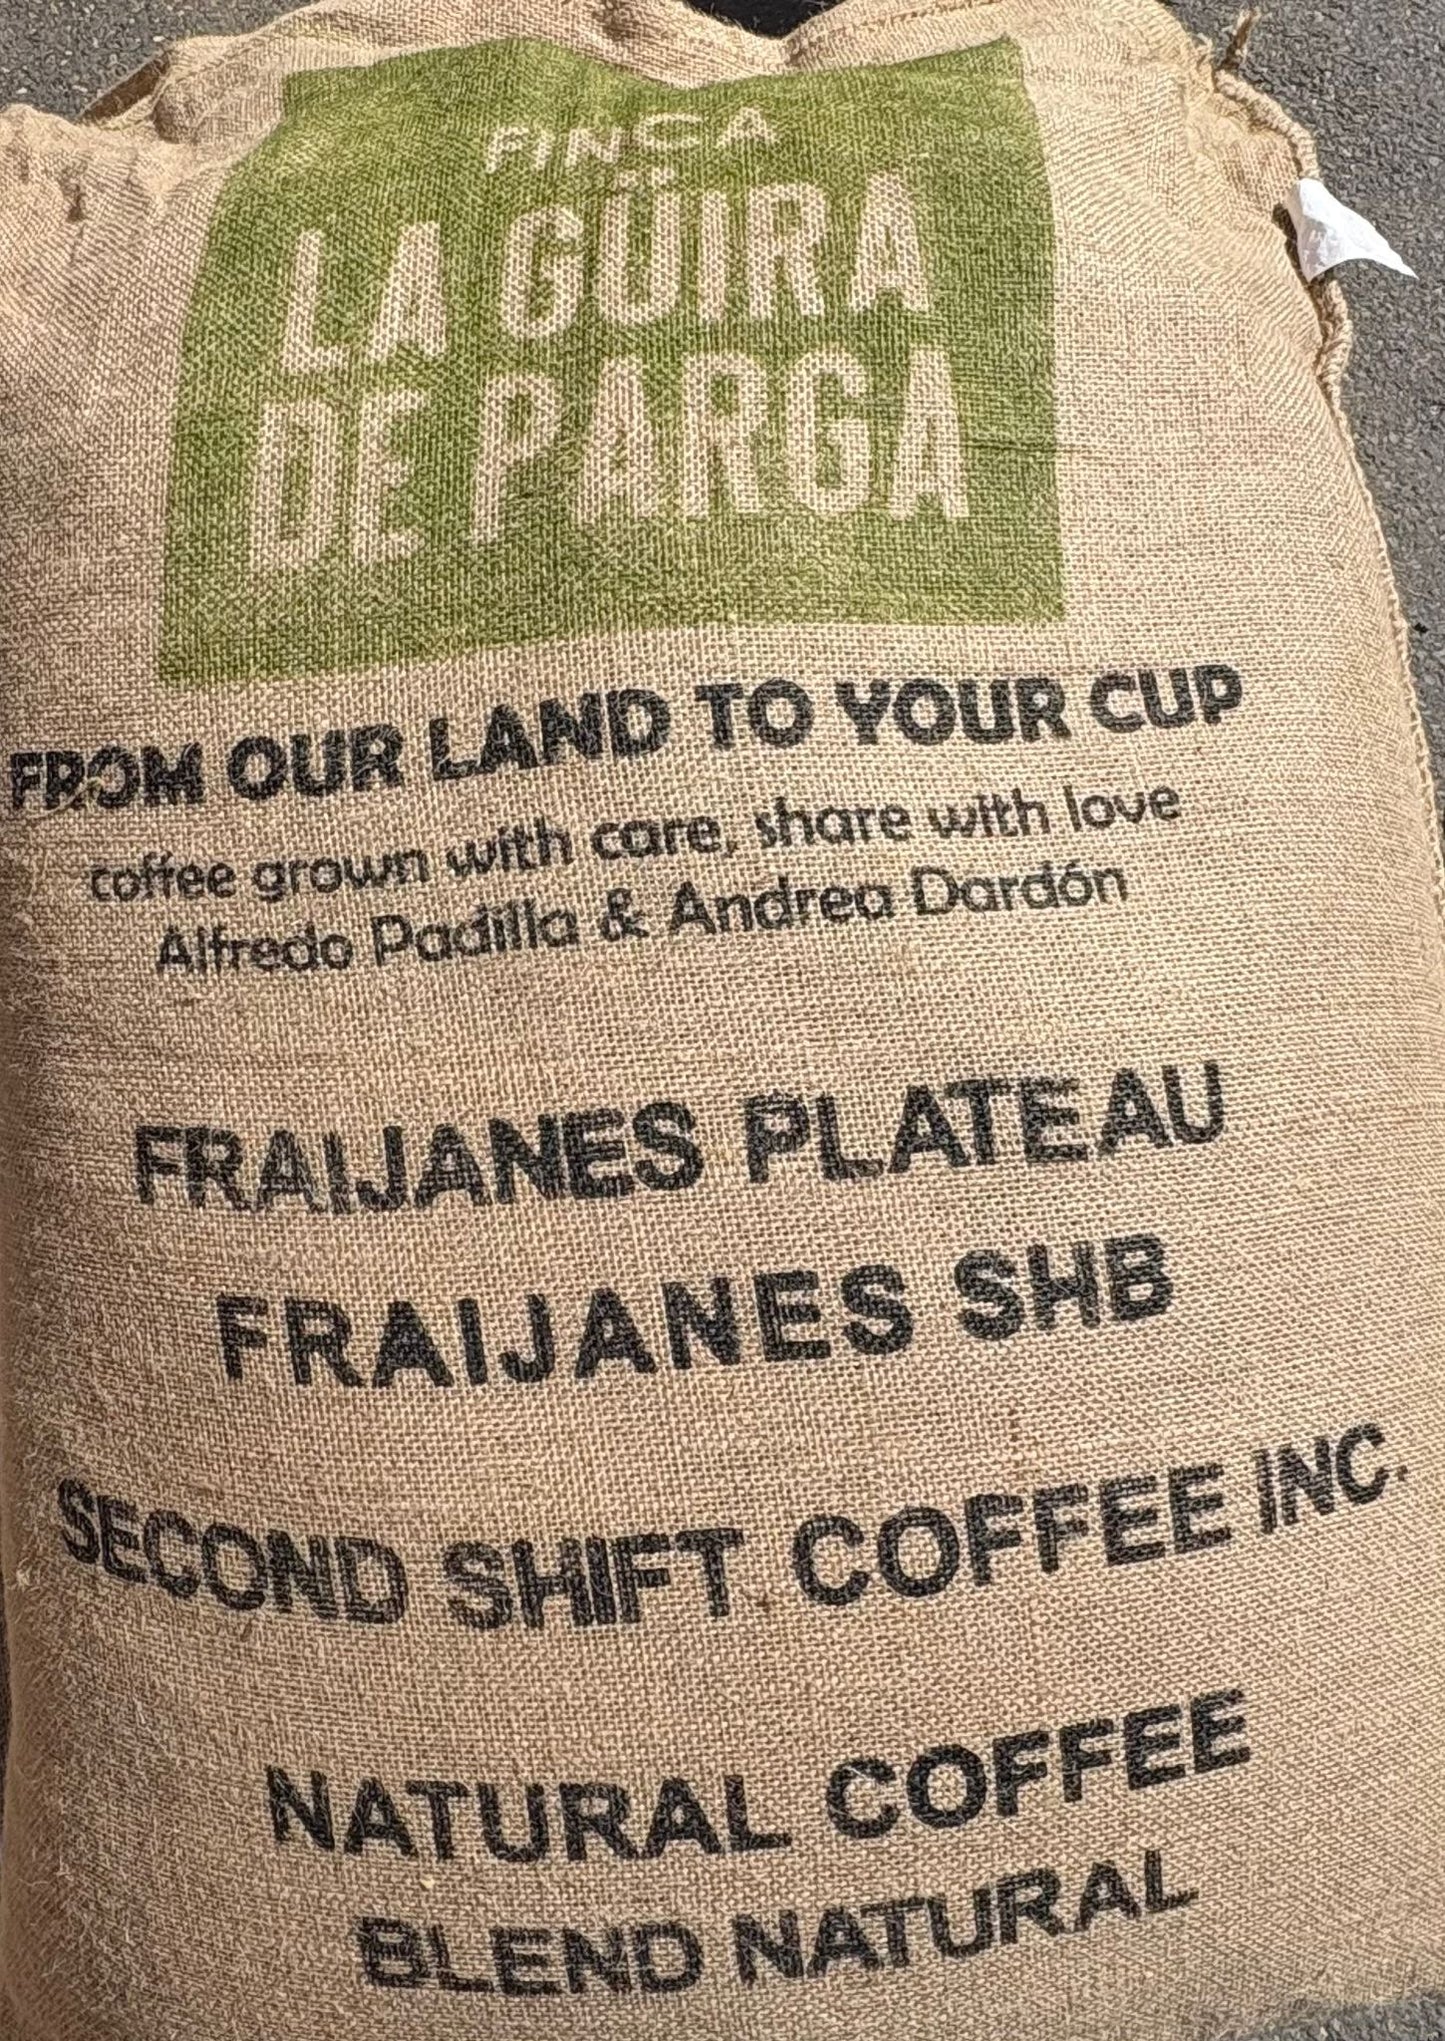 FINCA
LA GÜIRA
DE PARGA
FROM OUR LAND TO YOUR CUP
coffee grown with care, share with love
Alfredo Padilla & Andrea Dardón
FRAIJANES PLATEAU
FRAIJANES SHB
SECOND SHIFT COFFEE INC.
NATURAL COFFEE
BLEND NATURAL